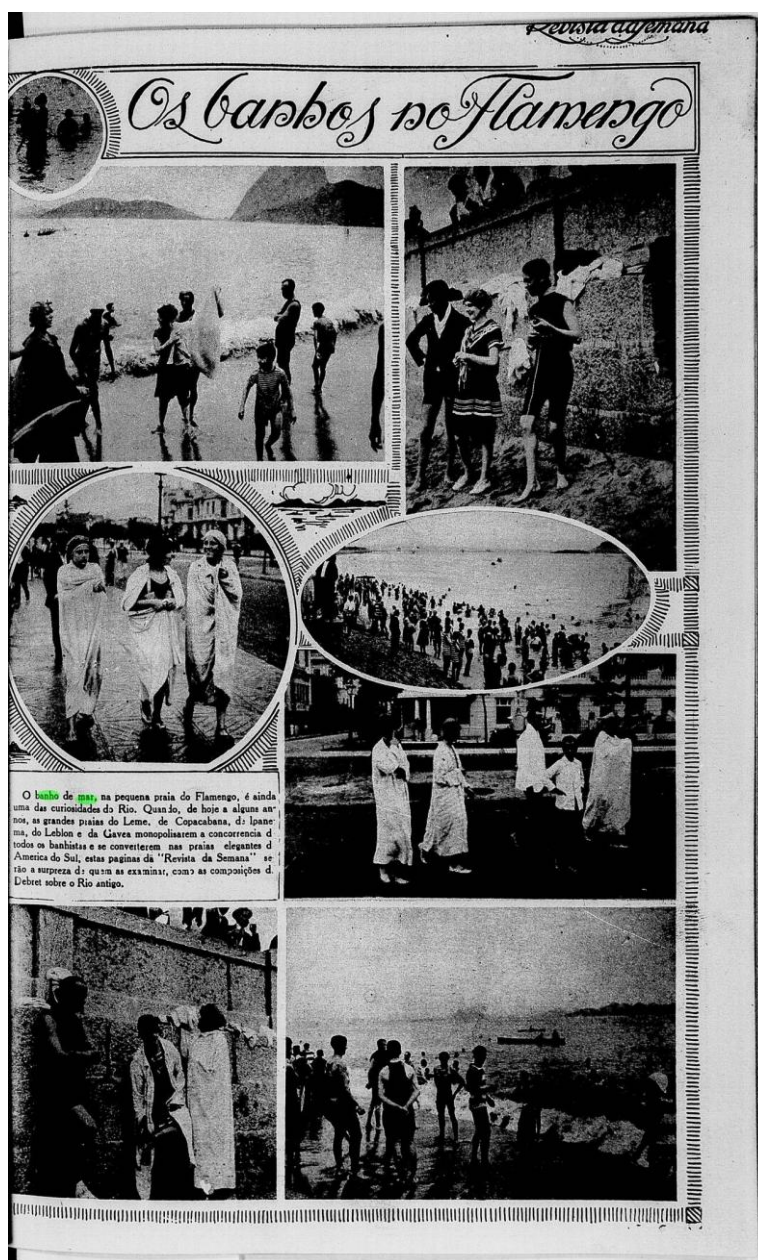 Revista da Semana
Os banhos no Flamengo
O banho de mar, na pequena praia do Flamengo, é ainda
uma das curiosidades do Rio. Quando, de hoje a alguns an-
nos, as grandes praias do Leme, de Copacabana, de Ipane-
ma, do Leblon e da Gavea monopolisarem a concorrencia d
todos os banhistas e se converterem nas praias elegantes d
America do Sul, estas paginas da "Revista da Semana" se
rão a surpreza de quem as examinar, como as composições d
Debret sobre o Rio antigo.